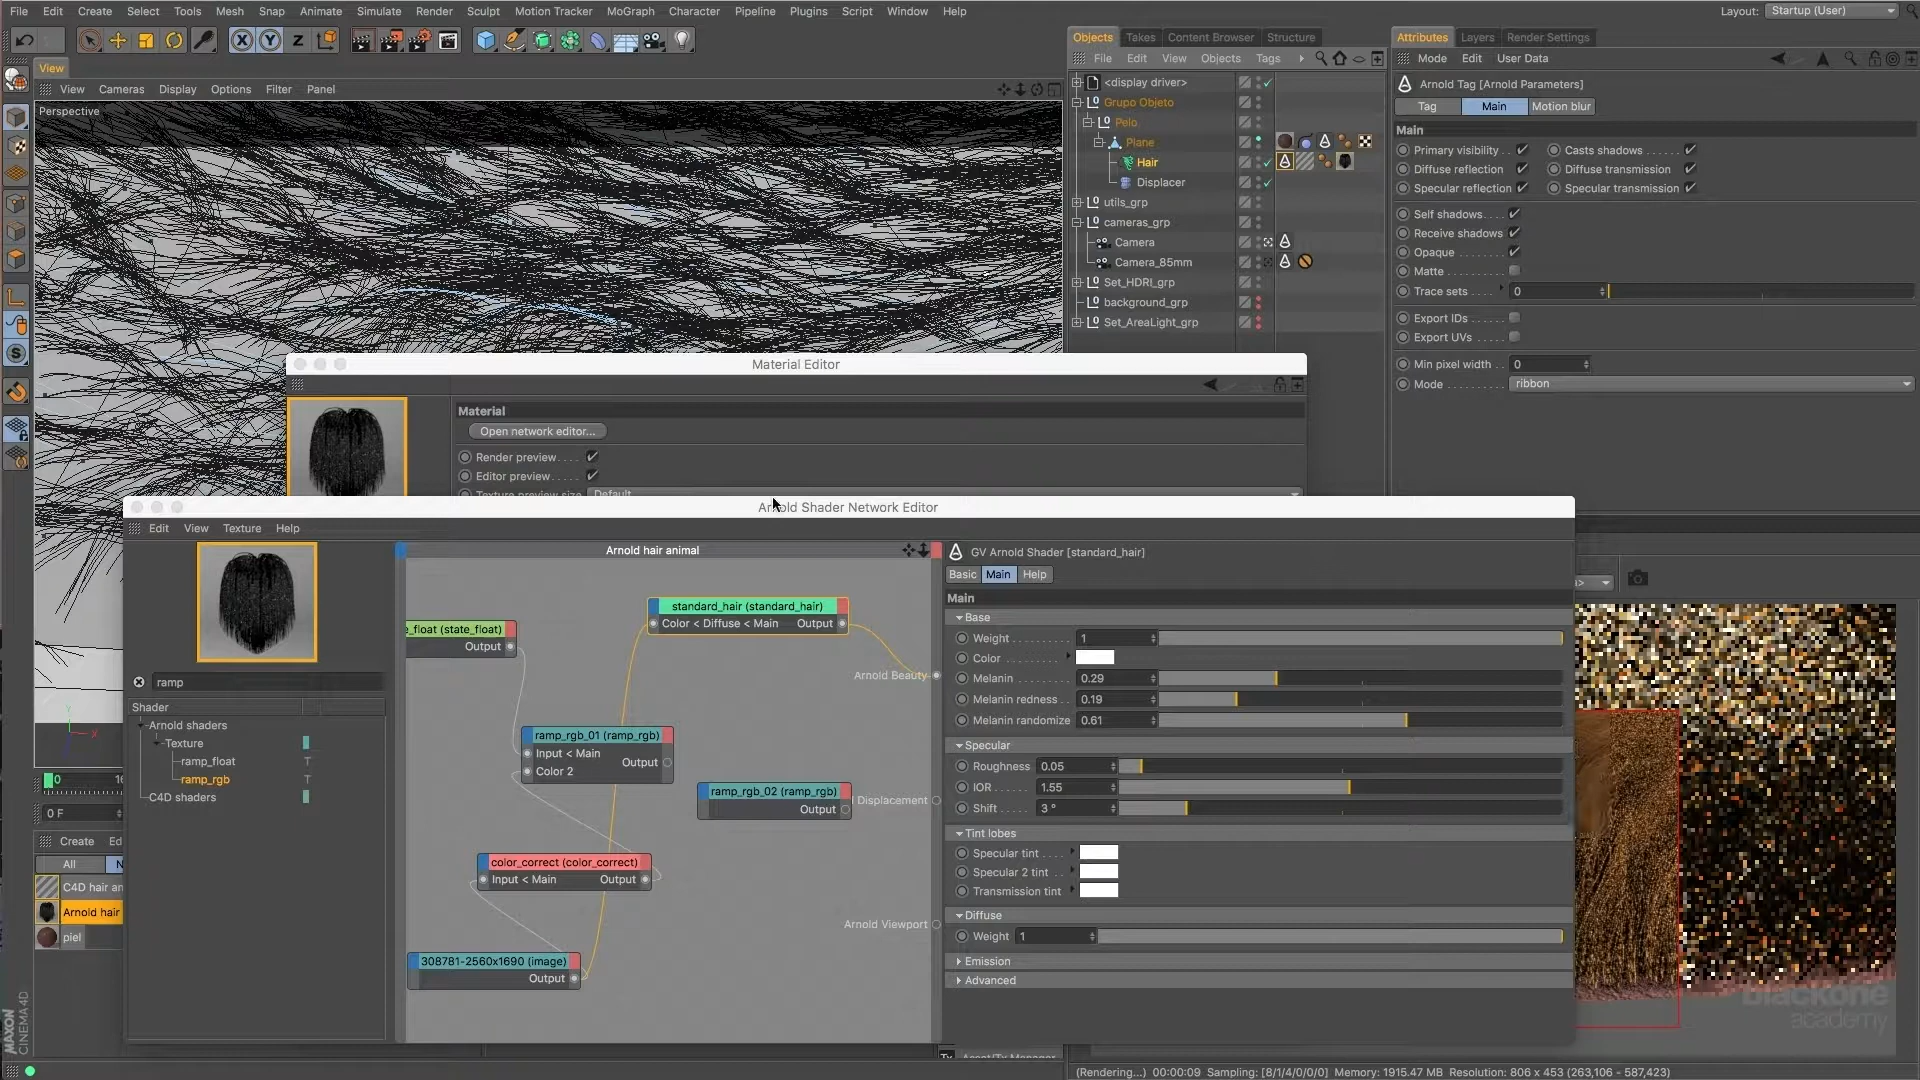 File Edit Create Select Tools Mesh Snap Animate Simulate Render Sculpt Motion Tracker MoGraph Character Pipeline Plugins Script Window Help
Layout: Startup (User)
View
View Cameras Display Options Filter Panel
Perspective
Objects Takes Content Browser Structure
File Edit View Objects Tags
<display driver>
Grupo Objeto
Pelo
Plane
Hair
Displacer
utils_grp
cameras_grp
Camera
Camera_85mm
Set_HDRI_grp
background_grp
Set_AreaLight_grp
Attributes Layers Render Settings
Mode Edit User Data
Arnold Tag [Arnold Parameters]
Tag Main Motion blur
Main
Primary visibility Casts shadows
Diffuse reflection Diffuse transmission
Specular reflection Specular transmission
Self shadows
Receive shadows
Opaque
Matte
Trace sets 0
Export IDs
Export UVs
Min pixel width 0
Mode ribbon
Material Editor
Material
Open network editor...
Render preview
Editor preview
Texture preview size Default
Arnold Shader Network Editor
Edit View Texture Help
ramp
Shader
Arnold shaders
Texture
ramp_float T
ramp_rgb T
C4D shaders
Arnold hair animal
standard_hair (standard_hair)
Color < Diffuse < Main Output
e_float (state_float)
Output
Arnold Beauty
ramp_rgb_01 (ramp_rgb)
Input < Main
Output
Color 2
ramp_rgb_02 (ramp_rgb)
Output
Displacement
color_correct (color_correct)
Input < Main Output
Arnold Viewport
308781-2560x1690 (image)
Output
GV Arnold Shader [standard_hair]
Basic Main Help
Main
Base
Weight 1
Color
Melanin 0.29
Melanin redness 0.19
Melanin randomize 0.61
Specular
Roughness 0.05
IOR 1.55
Shift 3 °
Tint lobes
Specular tint
Specular 2 tint
Transmission tint
Diffuse
Weight 1
Emission
Advanced
0 16
0 F
Create Ed
All N
C4D hair an
Arnold hair
piel
MAXON
CINEMA 4D
X Y Z
blackone
academy
(Rendering...) 00:00:09 Sampling: [8/1/4/0/0/0] Memory: 1915.47 MB Resolution: 806 x 453 (263,106 - 587,423)